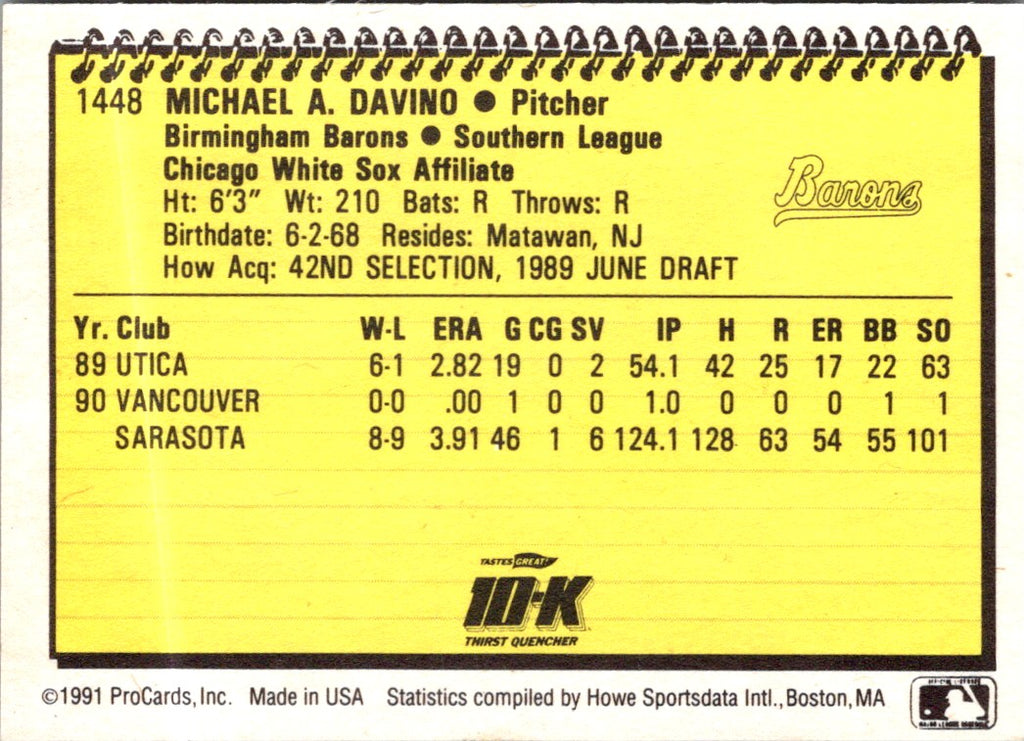 1448 MICHAEL A. DAVINO ● Pitcher
Birmingham Barons ● Southern League
Chicago White Sox Affiliate
Barons
Ht: 6'3" Wt: 210 Bats: R Throws: R
Birthdate: 6-2-68 Resides: Matawan, NJ
How Acq: 42ND SELECTION, 1989 JUNE DRAFT
Yr. Club W-L ERA G CG SV IP H R ER BB SO
89 UTICA 6-1 2.82 19 0 2 54.1 42 25 17 22 63
90 VANCOUVER 0-0 .00 1 0 0 1.0 0 0 0 1 1
SARASOTA 8-9 3.91 46 1 6 124.1 128 63 54 55 101
TASTES GREAT!
10-K
THIRST QUENCHER
©1991 ProCards, Inc. Made in USA Statistics compiled by Howe Sportsdata Intl., Boston, MA